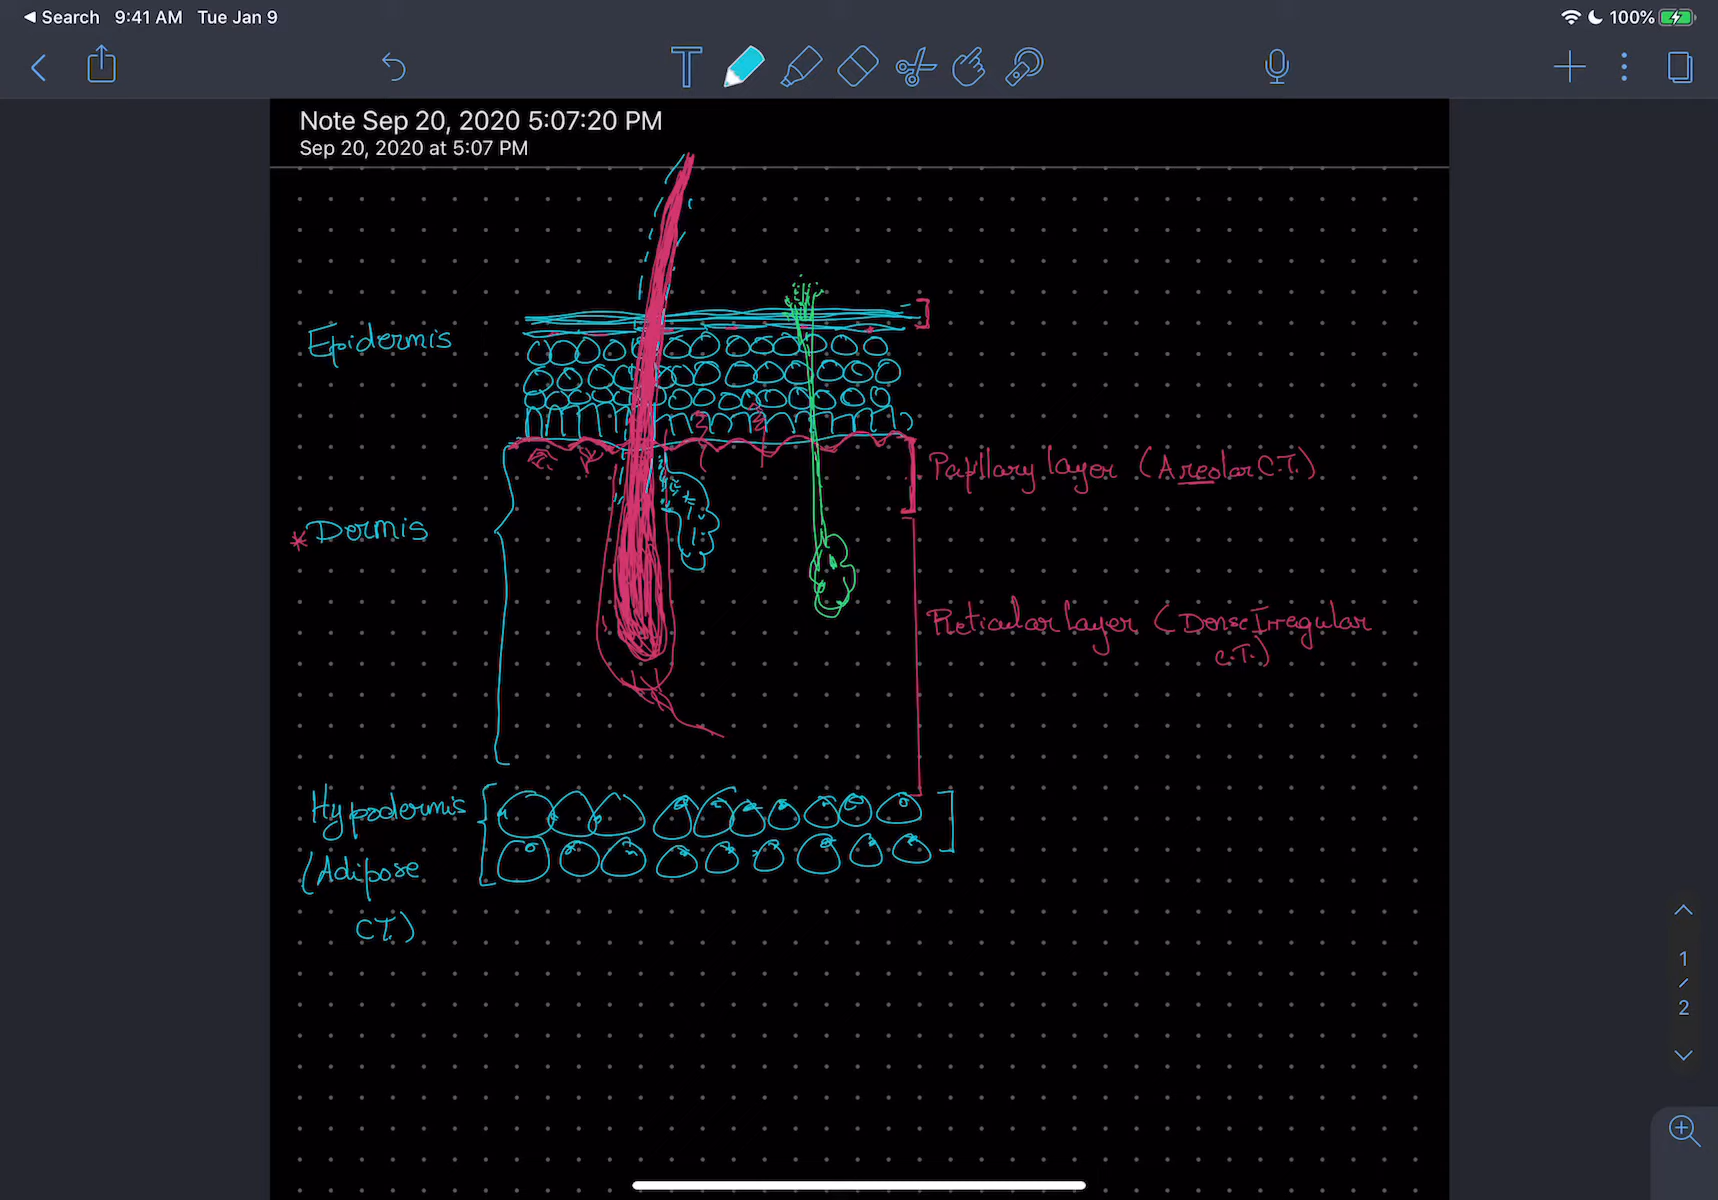 Search 9:41 AM Tue Jan 9
100%
T
Note Sep 20, 2020 5:07:20 PM
Sep 20, 2020 at 5:07 PM
Epidermis
Papillary layer (Areolar C.T.)
*Dermis
Reticular layer (Dense Irregular
C.T.)
Hypodermis
(Adipose
CT.)
1
/
2